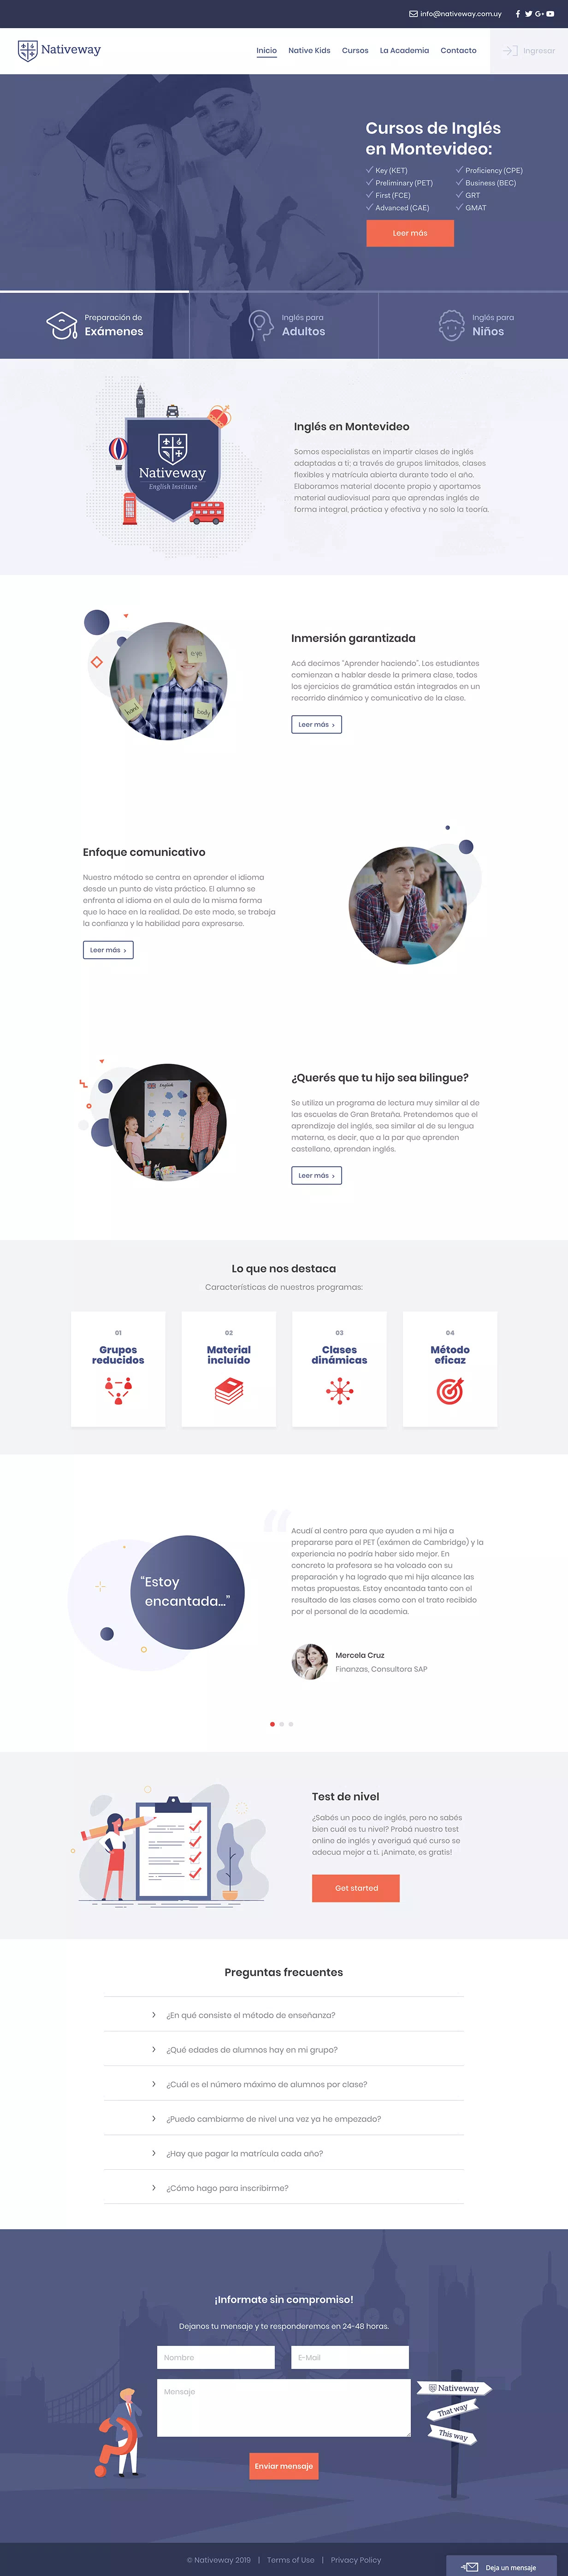 info@nativeway.com.uy
Nativeway
Inicio
Native Kids
Cursos
La Academia
Contacto
Ingresar
Cursos de Inglés
en Montevideo:
Key (KET)
Preliminary (PET)
First (FCE)
Advanced (CAE)
Proficiency (CPE)
Business (BEC)
GRT
GMAT
Leer más
Preparación de
Exámenes
Inglés para
Adultos
Inglés para
Niños
Nativeway
English Institute
Inglés en Montevideo
Somos especialistas en impartir clases de inglés
adaptadas a ti; a través de grupos limitados, clases
flexibles y matrícula abierta durante todo el año.
Elaboramos material docente propio y aportamos
material audiovisual para que aprendas inglés de
forma integral, práctica y efectiva y no solo la teoría.
eye
hand
body
Inmersión garantizada
Acá decimos "Aprender haciendo". Los estudiantes
comienzan a hablar desde la primera clase, todos
los ejercicios de gramática están integrados en un
recorrido dinámico y comunicativo de la clase.
Leer más >
Enfoque comunicativo
Nuestro método se centra en aprender el idioma
desde un punto de vista práctico. El alumno se
enfrenta al idioma en el aula de la misma forma
que lo hace en la realidad. De este modo, se trabaja
la confianza y la habilidad para expresarse.
Leer más >
English
¿Querés que tu hijo sea bilingue?
Se utiliza un programa de lectura muy similar al de
las escuelas de Gran Bretaña. Pretendemos que el
aprendizaje del inglés, sea similar al de su lengua
materna, es decir, que a la par que aprenden
castellano, aprendan inglés.
Leer más >
Lo que nos destaca
Características de nuestros programas:
01
Grupos
reducidos
02
Material
incluído
03
Clases
dinámicas
04
Método
eficaz
"Estoy
encantada..."
Acudí al centro para que ayuden a mi hija a
prepararse para el PET (exámen de Cambridge) y la
experiencia no podría haber sido mejor. En
concreto la profesora se ha volcado con su
preparación y ha logrado que mi hija alcance las
metas propuestas. Estoy encantada tanto con el
resultado de las clases como con el trato recibido
por el personal de la academia.
Mercela Cruz
Finanzas, Consultora SAP
Test de nivel
¿Sabés un poco de inglés, pero no sabés
bien cuál es tu nivel? Probá nuestro test
online de inglés y averiguá qué curso se
adecua mejor a ti. ¡Animate, es gratis!
Get started
Preguntas frecuentes
¿En qué consiste el método de enseñanza?
¿Qué edades de alumnos hay en mi grupo?
¿Cuál es el número máximo de alumnos por clase?
¿Puedo cambiarme de nivel una vez ya he empezado?
¿Hay que pagar la matrícula cada año?
¿Cómo hago para inscribirme?
¡Informate sin compromiso!
Dejanos tu mensaje y te responderemos en 24-48 horas.
Nombre
E-Mail
Mensaje
Enviar mensaje
Nativeway
That way
This way
© Nativeway 2019 | Terms of Use | Privacy Policy
Deja un mensaje